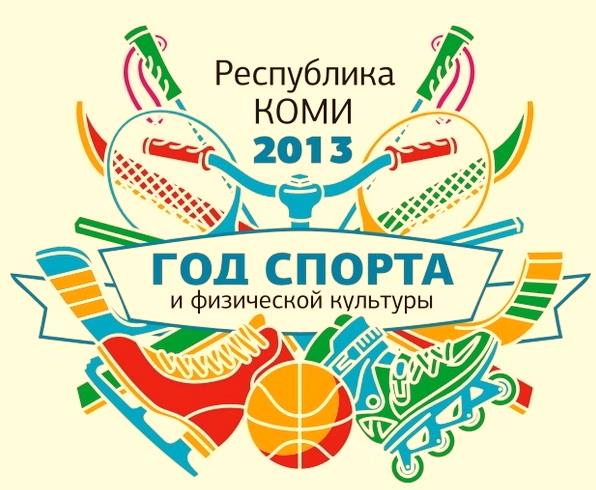 Республика
КОМИ
2013
ГОД СПОРТА
и физической культуры